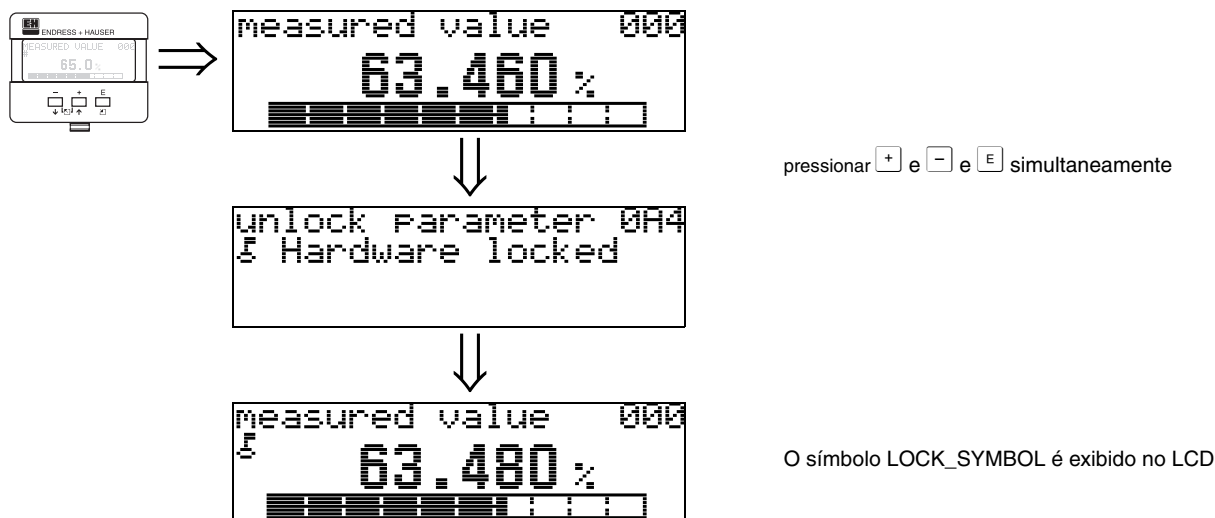 EH
ENDRESS + HAUSER
MEASURED VALUE 000
65.0 %
- + E
measured value 000
63.460 %
pressionar + e - e E simultaneamente
unlock parameter 0A4
Hardware locked
measured value 000
63.480 %
O símbolo LOCK_SYMBOL é exibido no LCD